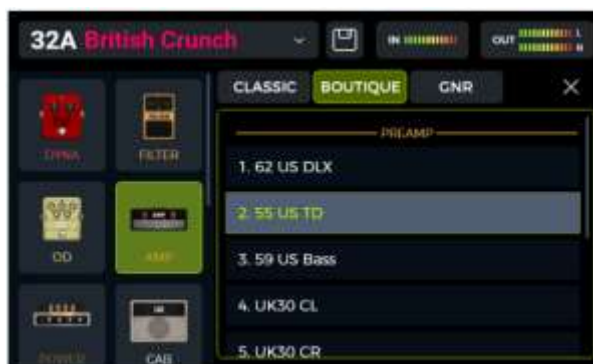 32A British Crunch
IN
OUT
L
R
CLASSIC BOUTIQUE GNR
PREAMP
DYNA
FILTER
1. 62 US DLX
2. 55 US TD
OD
AMP
3. 59 US Bass
4. UK30 CL
POWER
CAB
5. UK30 CR